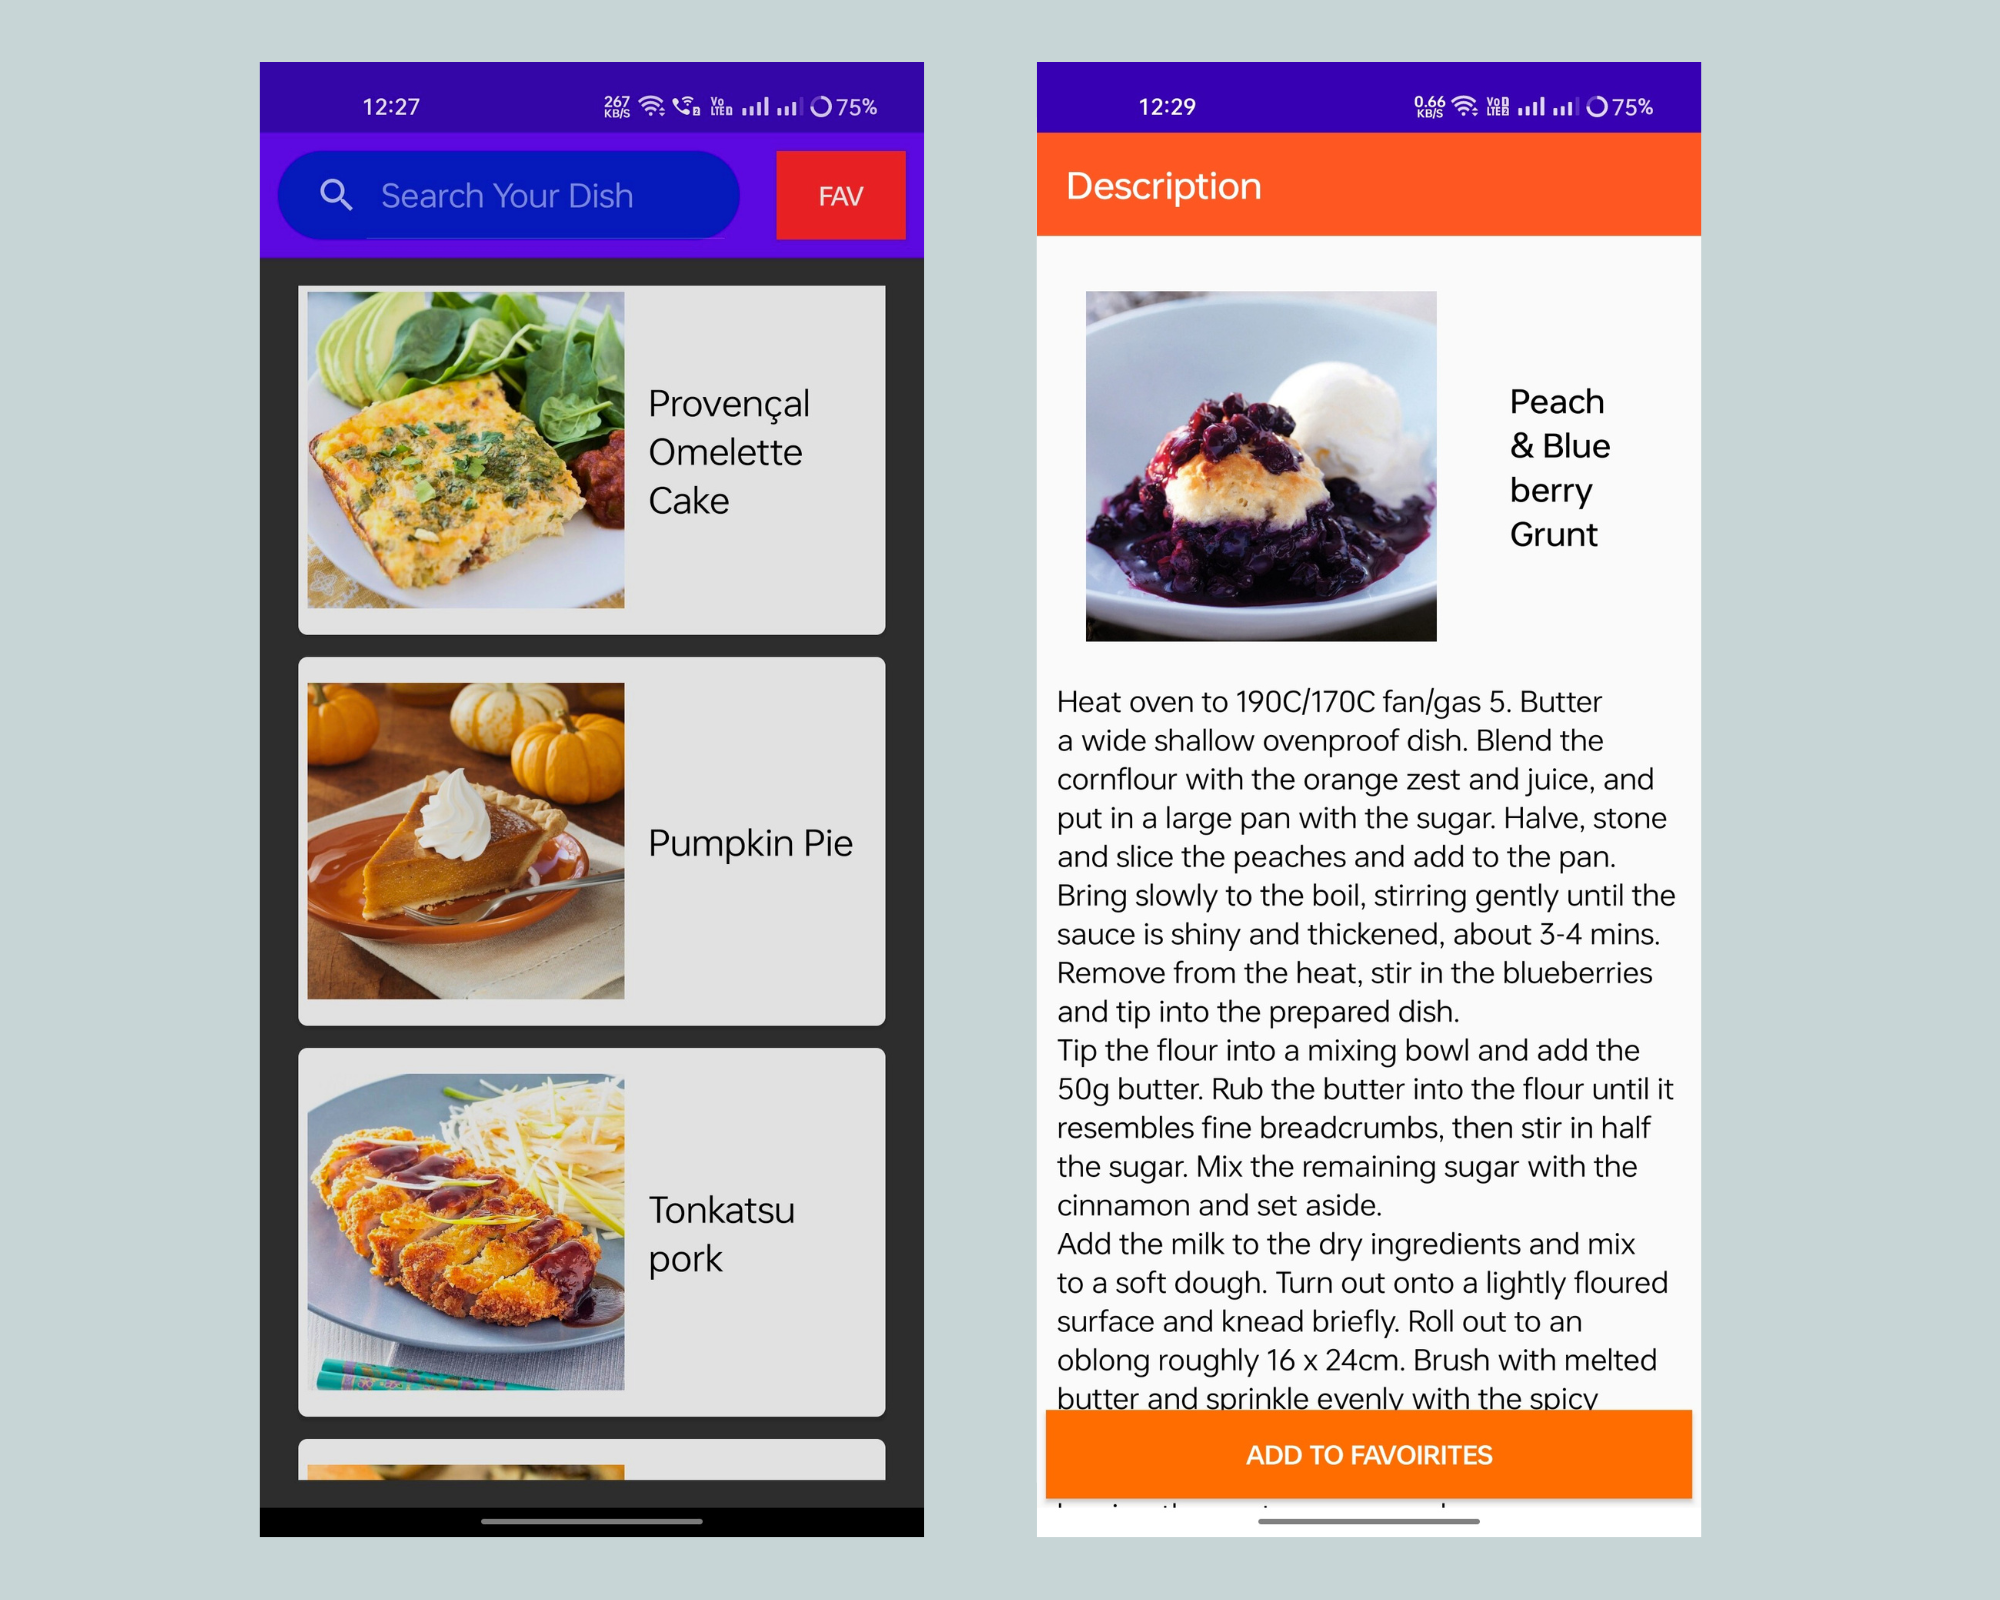 12:27
267
KB/S
Vo
LTE
75%
Search Your Dish
FAV
Provençal
Omelette
Cake
Pumpkin Pie
Tonkatsu
pork
12:29
0.66
KB/S
Vo
LTE
75%
Description
Peach
& Blue
berry
Grunt
Heat oven to 190C/170C fan/gas 5. Butter
a wide shallow ovenproof dish. Blend the
cornflour with the orange zest and juice, and
put in a large pan with the sugar. Halve, stone
and slice the peaches and add to the pan.
Bring slowly to the boil, stirring gently until the
sauce is shiny and thickened, about 3-4 mins.
Remove from the heat, stir in the blueberries
and tip into the prepared dish.
Tip the flour into a mixing bowl and add the
50g butter. Rub the butter into the flour until it
resembles fine breadcrumbs, then stir in half
the sugar. Mix the remaining sugar with the
cinnamon and set aside.
Add the milk to the dry ingredients and mix
to a soft dough. Turn out onto a lightly floured
surface and knead briefly. Roll out to an
oblong roughly 16 x 24cm. Brush with melted
butter and sprinkle evenly with the spicy
ADD TO FAVOIRITES